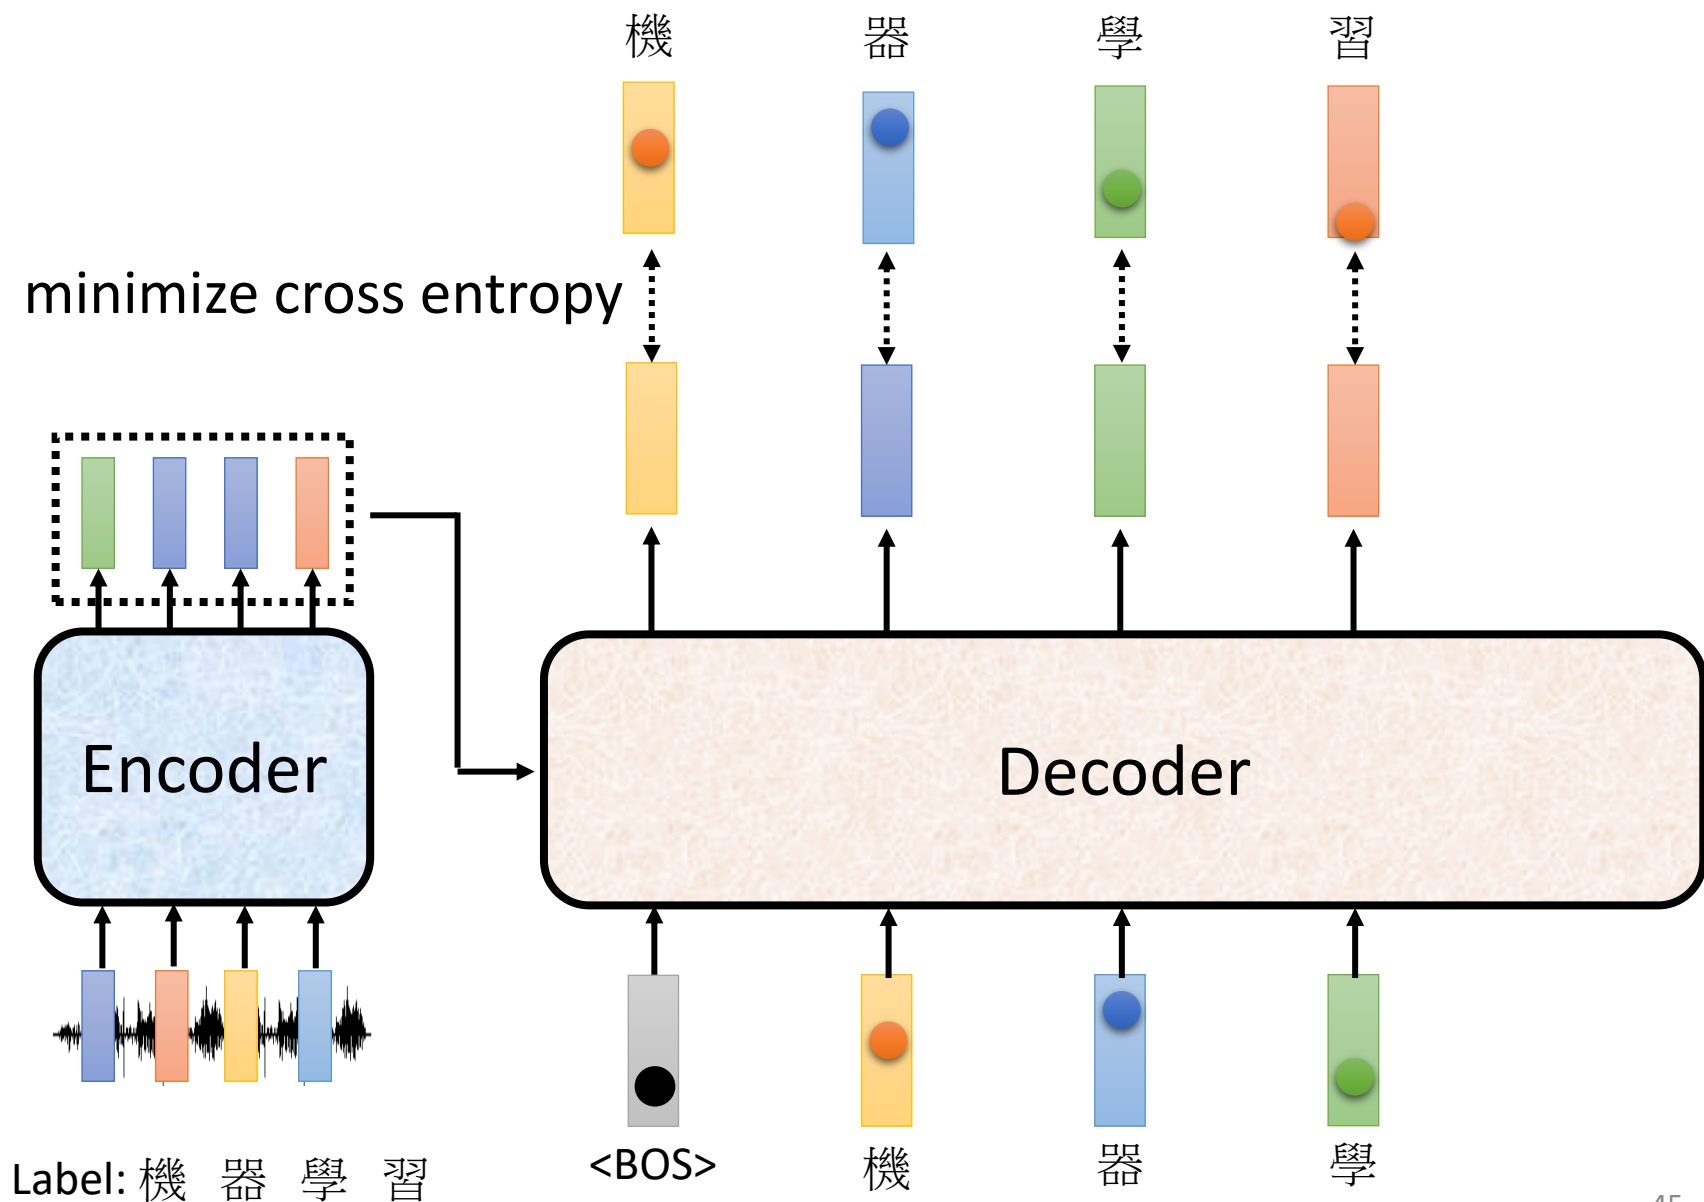 機 器 學 習
minimize cross entropy
Encoder
Decoder
<BOS> 機 器 學
Label: 機 器 學 習